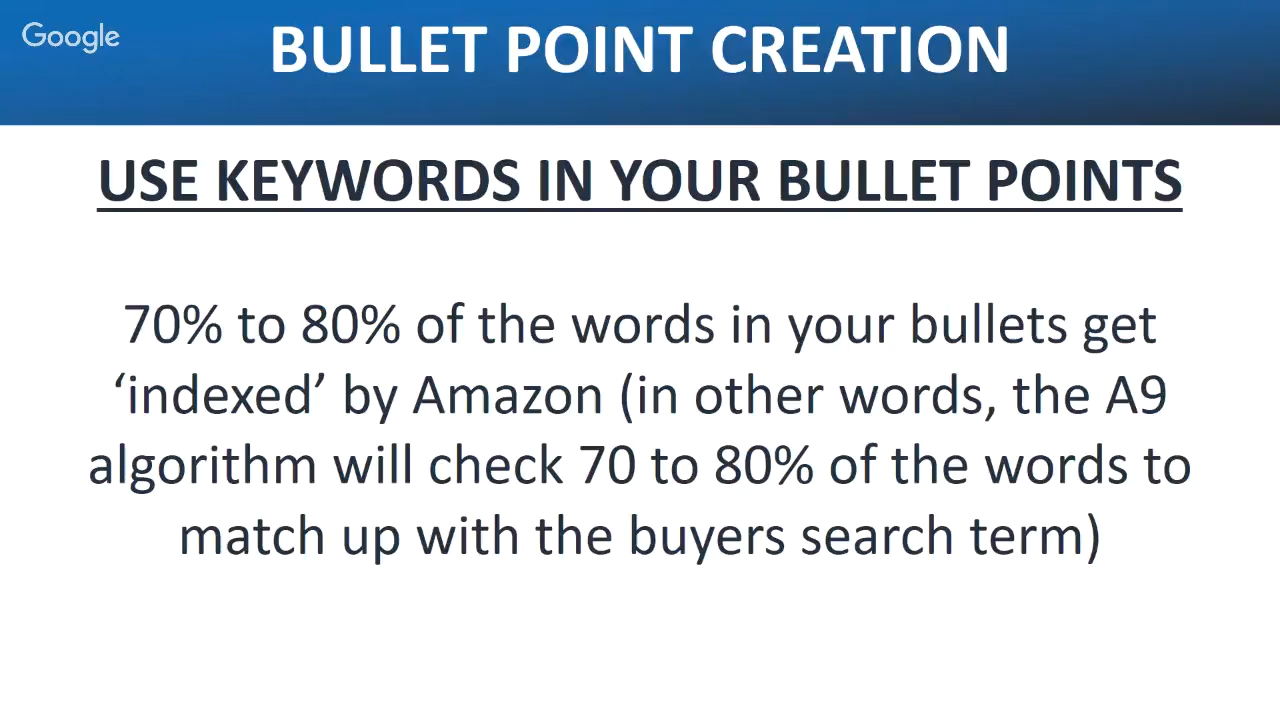 Google
BULLET POINT CREATION
USE KEYWORDS IN YOUR BULLET POINTS
70% to 80% of the words in your bullets get
‘indexed’ by Amazon (in other words, the A9
algorithm will check 70 to 80% of the words to
match up with the buyers search term)